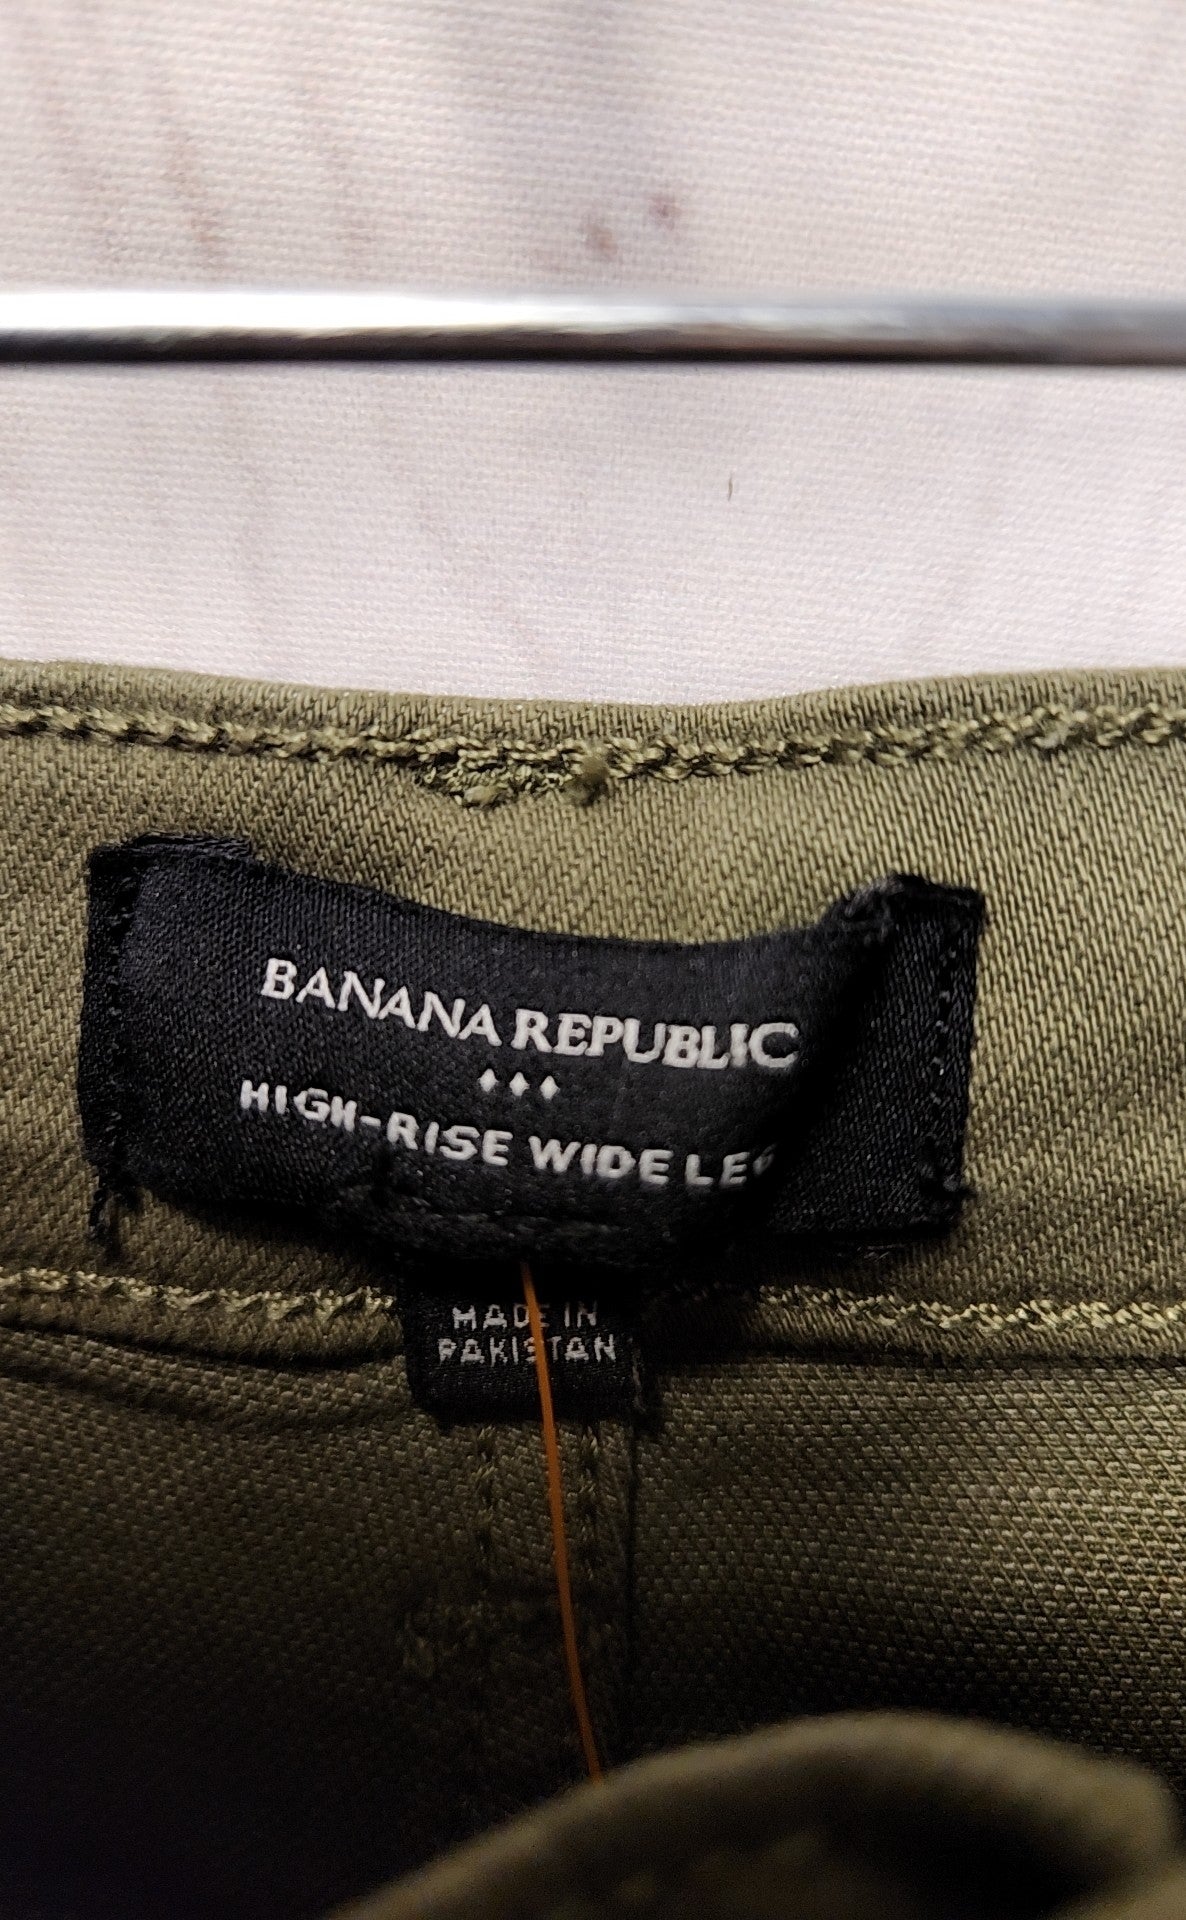 BANANA REPUBLIC
HIGH-RISE WIDE LEG
MADE IN
PAKISTAN